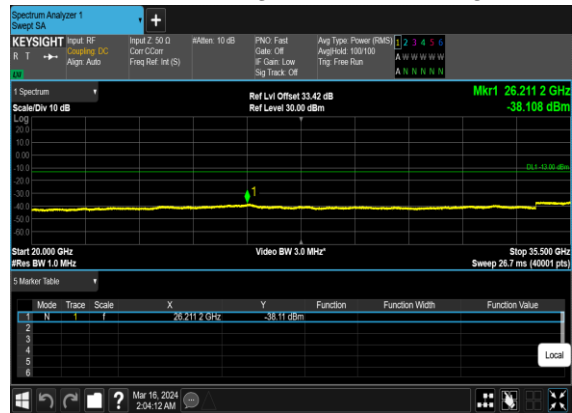 Spectrum Analyzer 1
Swept SA
+
KEYSIGHT Input: RF Input Z: 50 Ω #Atten: 10 dB PNO: Fast Avg Type: Power (RMS) 1 2 3 4 5 6
R T Coupling: DC Corr CCorr Gate: Off Avg|Hold: 100/100 A W W W W W
Align: Auto Freq Ref: Int (S) IF Gain: Low Trig: Free Run
LW Sig Track: Off A N N N N N
1 Spectrum Ref Lvl Offset 33.42 dB Mkr1 26.211 2 GHz
Scale/Div 10 dB Ref Level 30.00 dBm -38.108 dBm
Log
20.0
10.0
0.00
-10.0 DL1 -13.00 dBm
-20.0
-30.0 1
-40.0
-50.0
-60.0
Start 20.000 GHz Video BW 3.0 MHz* Stop 35.500 GHz
#Res BW 1.0 MHz Sweep 26.7 ms (40001 pts)
5 Marker Table
Mode Trace Scale X Y Function Function Width Function Value
1 N 1 f 26.211 2 GHz -38.11 dBm
2
3
4
5
6
Local
? Mar 16, 2024
2:04:12 AM